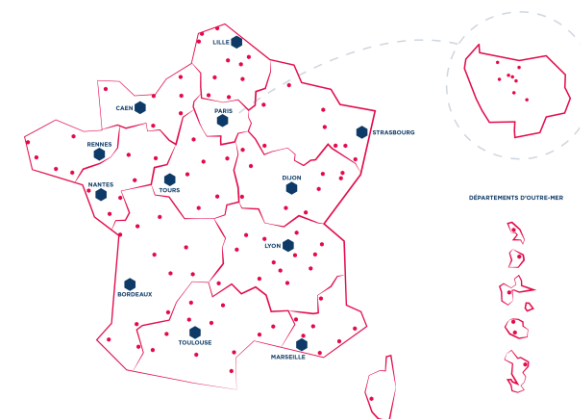 LILLE
PARIS
CAEN
STRASBOURG
RENNES
DIJON
NANTES
TOURS
DÉPARTEMENTS D'OUTRE-MER
LYON
BORDEAUX
TOULOUSE
MARSEILLE